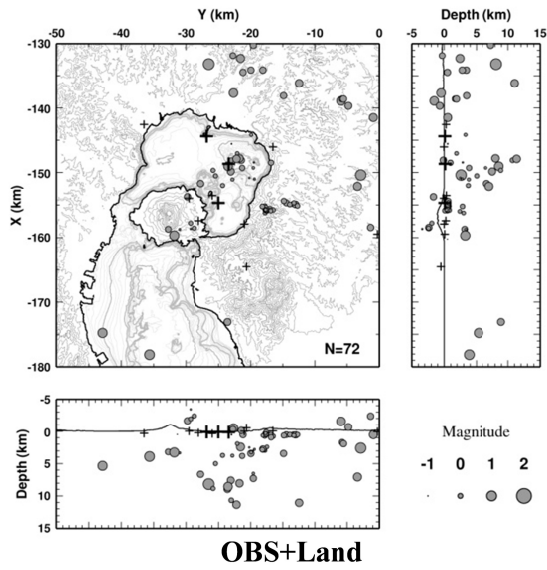 Y (km)
Depth (km)
-50 -40 -30 -20 -10 0
-5 0 5 10 15
-130
-140
-150
-160
-170
-180
X (km)
N=72
-5
0
5
10
15
Depth (km)
Magnitude
-1 0 1 2
OBS+Land